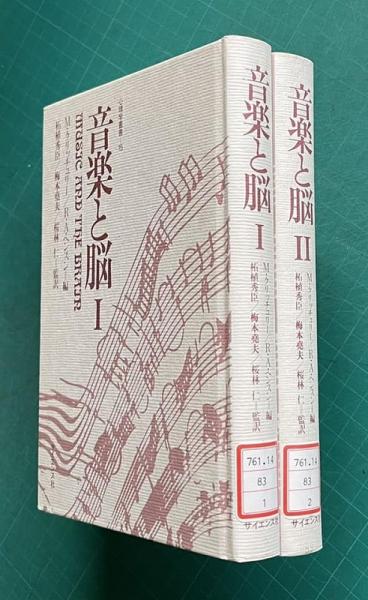 心理学叢書・15
音楽と脳 I
MUSIC AND THE BRAIN
M・クリッチュリー/R・A・ヘンスン=編
柘植秀臣/梅本堯夫/桜林 仁=監訳
ンス社
音楽と脳 I
M・クリッチュリー/R・A・ヘンスン=編
柘植秀臣/梅本堯夫 桜林 仁=監訳
761.14
83
1
サイエンス社
音楽と脳 II
M・クリッチュリー/R・A・ヘンスン=編
柘植秀臣/梅本堯夫 桜林 仁=監訳
761.14
83
2
サイエンス社